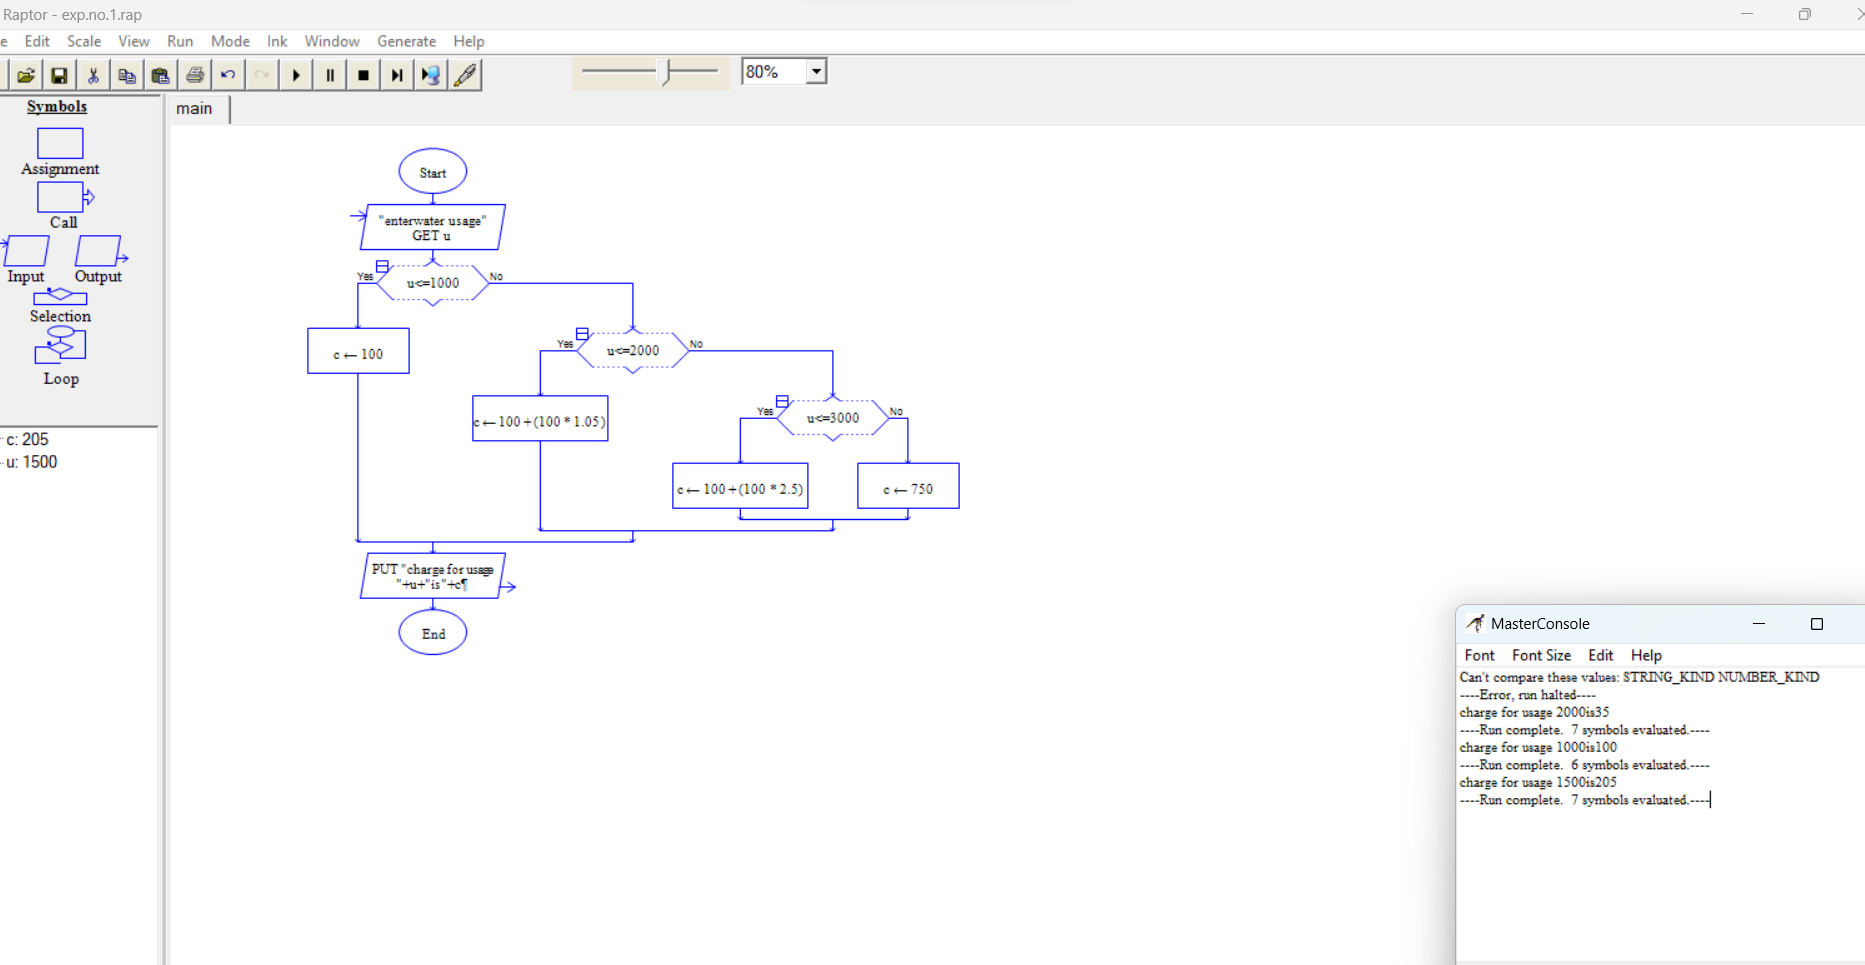 Raptor - exp.no.1.rap
e Edit Scale View Run Mode Ink Window Generate Help
80%
Symbols
main
Assignment
Call
Input Output
Selection
Loop
c: 205
u: 1500
Start
"enterwater usage"
GET u
Yes
No
u<=1000
c ← 100
Yes
No
u<=2000
c ← 100 + (100 * 1.05)
Yes
No
u<=3000
c ← 100 + (100 * 2.5)
c ← 750
PUT "charge for usage
"+u+"is"+c¶
End
MasterConsole
Font Font Size Edit Help
Can't compare these values: STRING_KIND NUMBER_KIND
----Error, run halted----
charge for usage 2000is35
----Run complete.  7 symbols evaluated.----
charge for usage 1000is100
----Run complete.  6 symbols evaluated.----
charge for usage 1500is205
----Run complete.  7 symbols evaluated.----